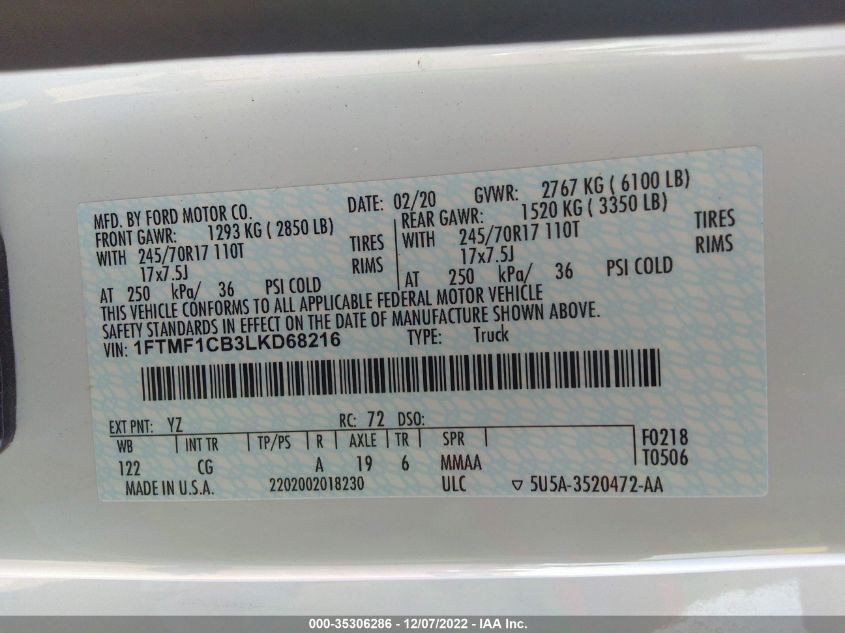 MFD. BY FORD MOTOR CO.
DATE: 02/20 GVWR: 2767 KG ( 6100 LB)
FRONT GAWR: 1293 KG ( 2850 LB)
WITH 245/70R17 110T TIRES
17x7.5J RIMS
AT 250 kPa/ 36 PSI COLD
REAR GAWR: 1520 KG ( 3350 LB)
WITH 245/70R17 110T TIRES
17x7.5J RIMS
AT 250 kPa/ 36 PSI COLD
THIS VEHICLE CONFORMS TO ALL APPLICABLE FEDERAL MOTOR VEHICLE
SAFETY STANDARDS IN EFFECT ON THE DATE OF MANUFACTURE SHOWN ABOVE.
VIN: 1FTMF1CB3LKD68216 TYPE: Truck
EXT PNT: YZ RC: 72 DSO:
WB INT TR TP/PS R AXLE TR SPR F0218
122 CG A 19 6 MMAA T0506
MADE IN U.S.A. 2202002018230 ULC ▽ 5U5A-3520472-AA
000-35306286 - 12/07/2022 - IAA Inc.